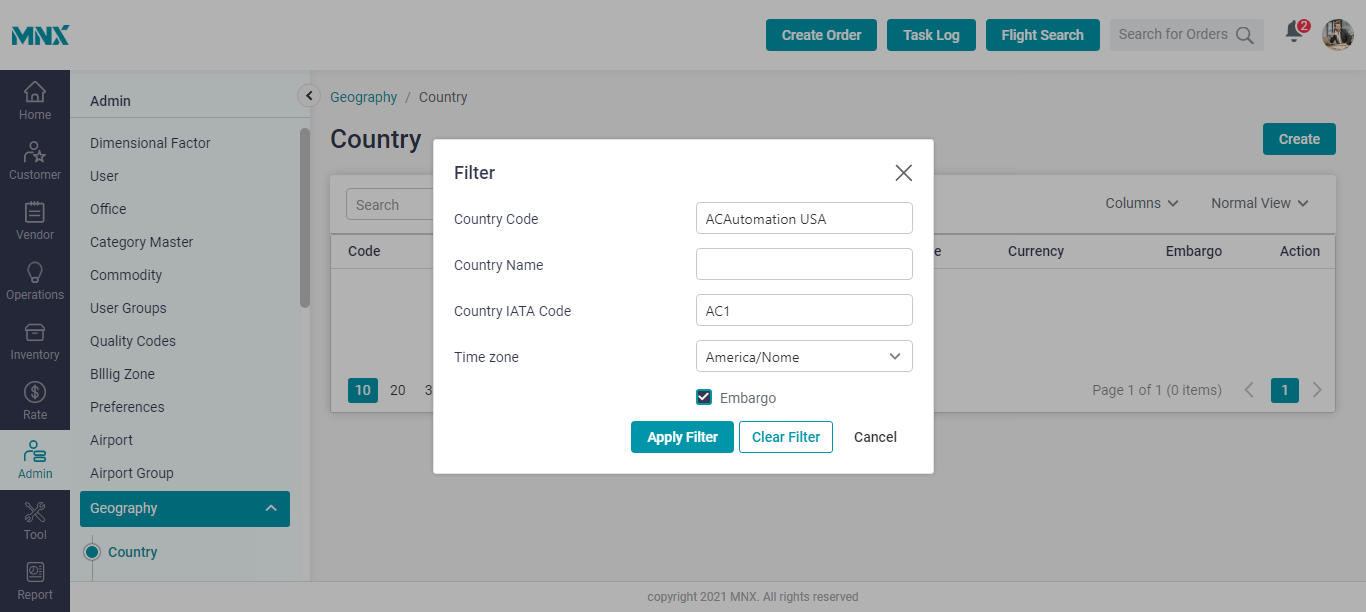 MNX
Create Order
Task Log
Flight Search
Search for Orders
2
Home
Customer
Vendor
Operations
Inventory
Rate
Admin
Tool
Report
Admin
Dimensional Factor
User
Office
Category Master
Commodity
User Groups
Quality Codes
Bllig Zone
Preferences
Airport
Airport Group
Geography
Country
Geography / Country
Country
Create
Search
Columns
Normal View
Code
e
Currency
Embargo
Action
10 20 3
Page 1 of 1 (0 items)
1
Filter
Country Code
ACAutomation USA
Country Name
Country IATA Code
AC1
Time zone
America/Nome
Embargo
Apply Filter
Clear Filter
Cancel
copyright 2021 MNX. All rights reserved